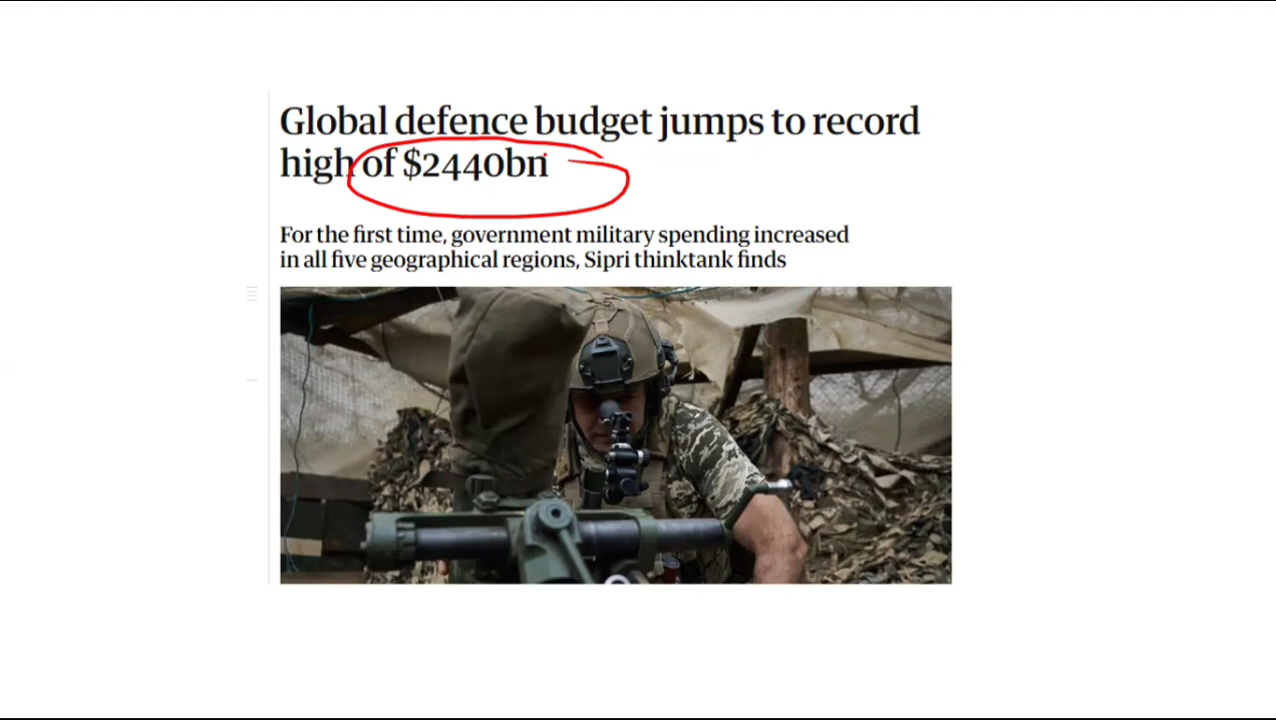 Global defence budget jumps to record
high of $2440bn
For the first time, government military spending increased
in all five geographical regions, Sipri thinktank finds